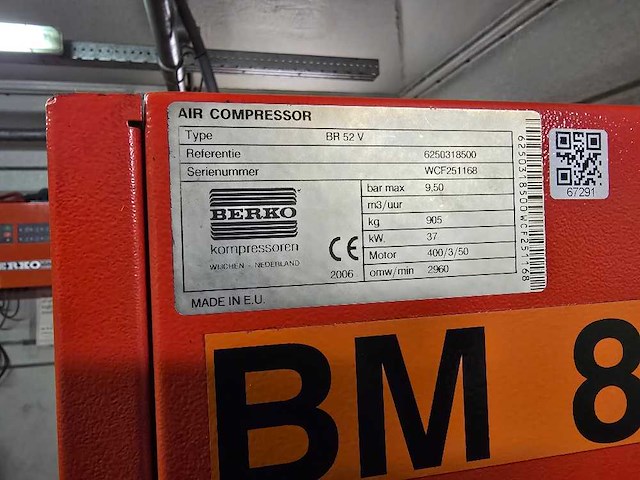 AIR COMPRESSOR
Type BR 52 V
Referentie 6250318500
Serienummer WCF251168
BERKO
kompressoren
WIJCHEN - NEDERLAND
CE
2006
bar max 9,50
m3/uur
kg 905
kW. 37
Motor 400/3/50
omw/min 2960
MADE IN E.U.
6250318500WCF251168
67291
BERKO
BM 8